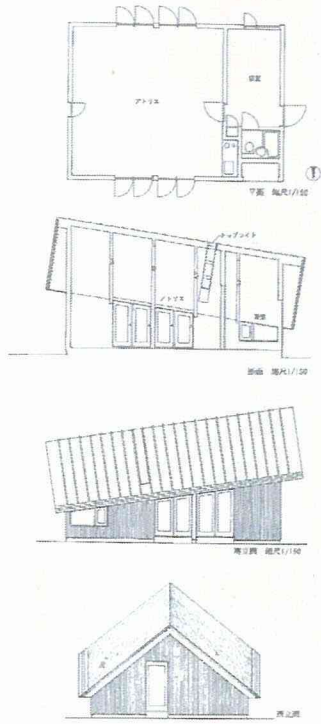 アトリエ
寝室
平面 縮尺1/150
トップライト
アトリエ
寝室
断面 縮尺1/150
南立面 縮尺1/150
西立面